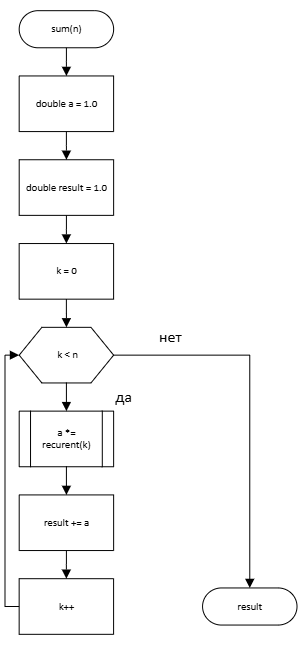 sum(n)
double a = 1.0
double result = 1.0
k = 0
k < n
нет
да
a *=
recurent(k)
result += a
k++
result